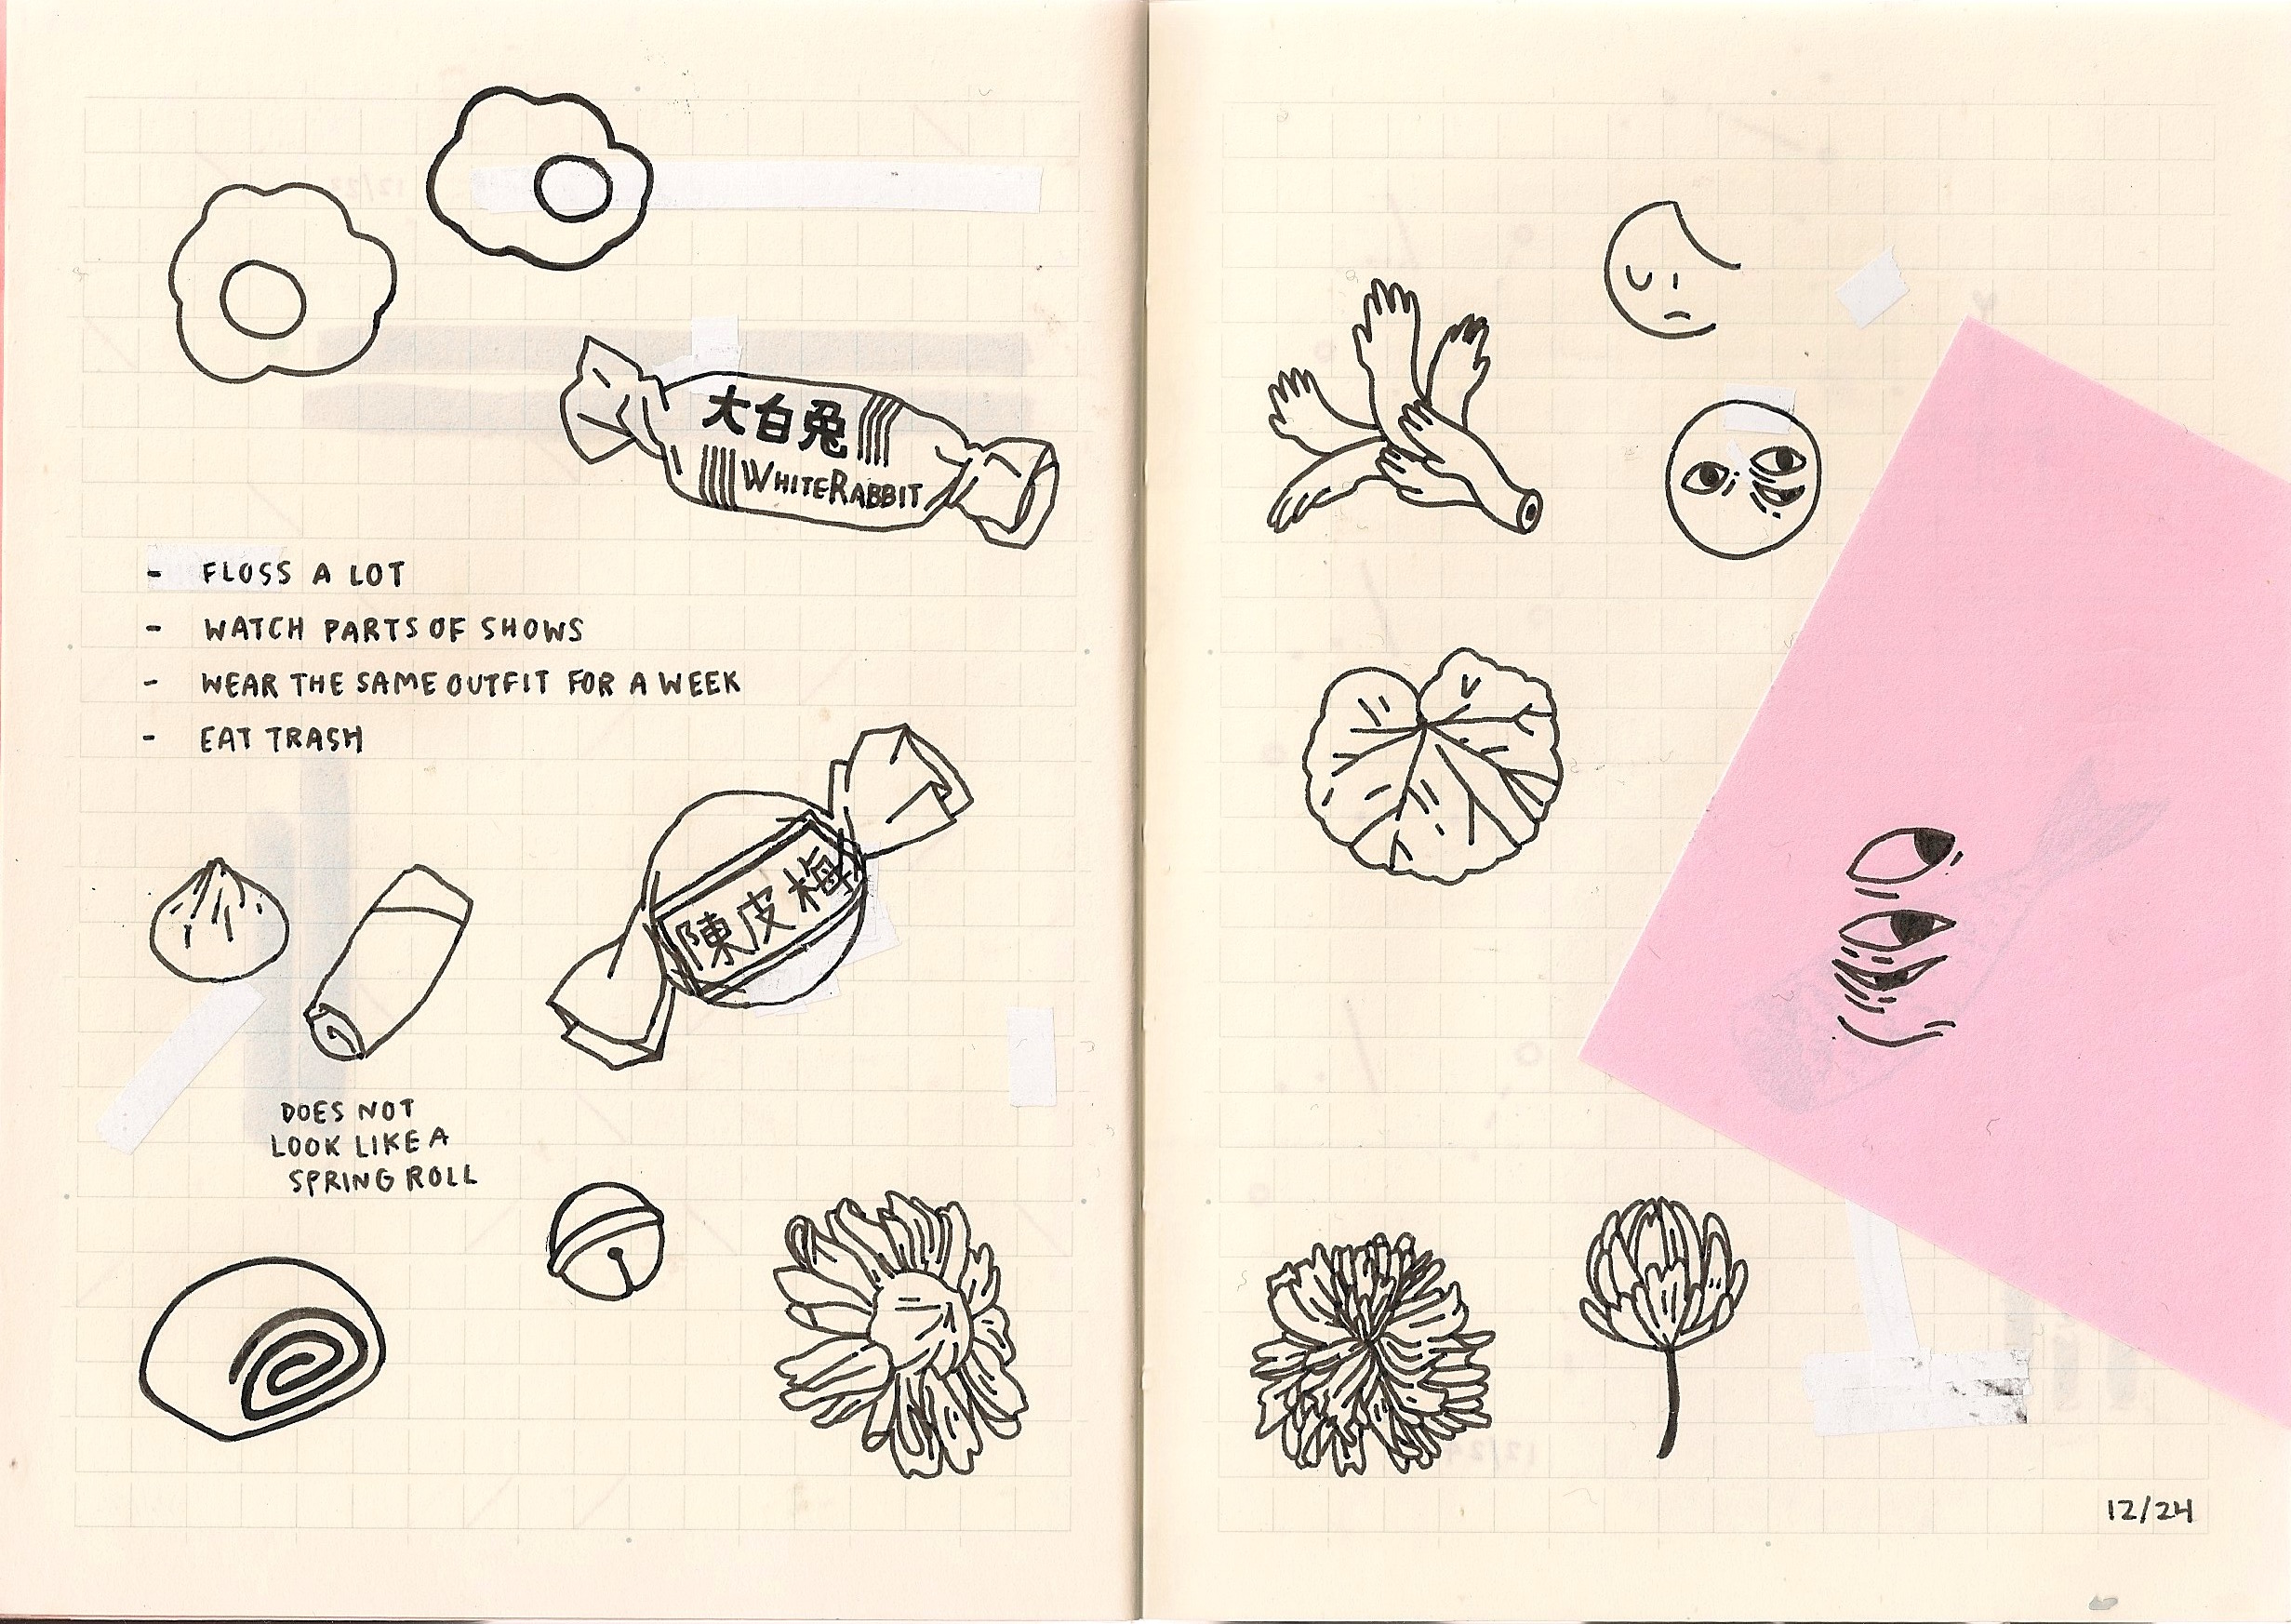 大白兎
WHITERABBIT
- FLOSS A LOT
- WATCH PARTS OF SHOWS
- WEAR THE SAME OUTFIT FOR A WEEK
- EAT TRASH
陳皮梅
DOES NOT
LOOK LIKE A
SPRING ROLL
12/24